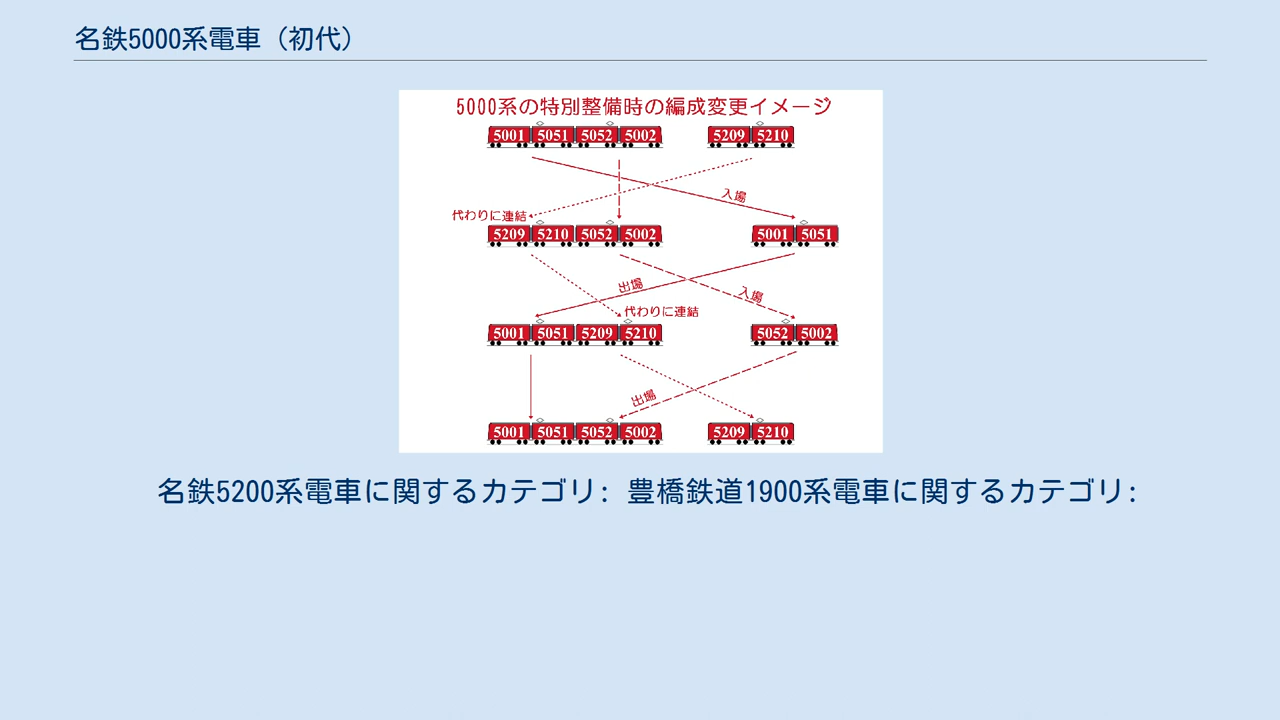 名鉄5000系電車（初代）
5000系の特別整備時の編成変更イメージ
5001 5051 5052 5002 5209 5210
入場
代わりに連結
5209 5210 5052 5002 5001 5051
出場 入場
代わりに連結
5001 5051 5209 5210 5052 5002
出場
5001 5051 5052 5002 5209 5210
名鉄5200系電車に関するカテゴリ: 豊橋鉄道1900系電車に関するカテゴリ: